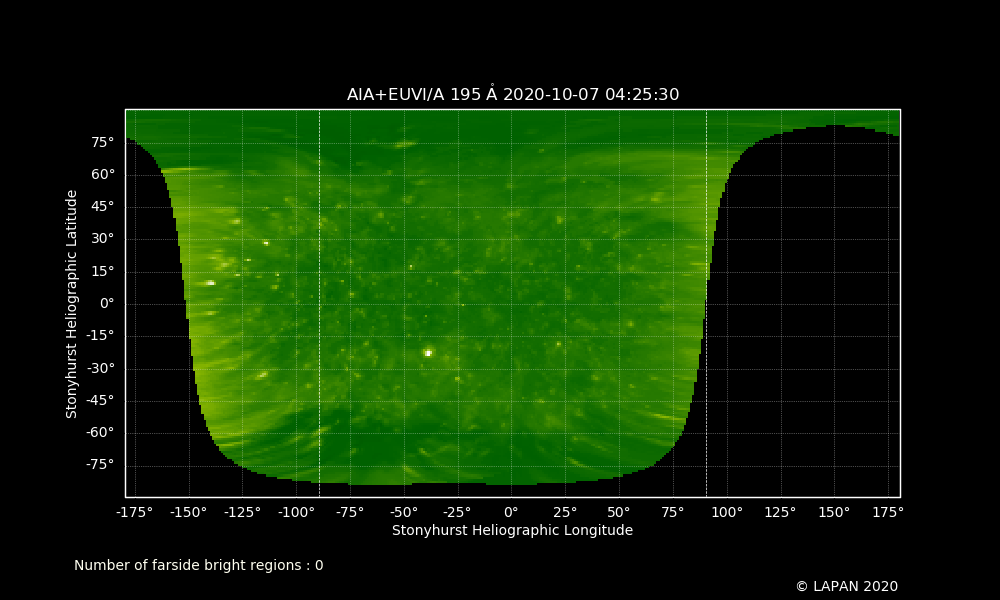 AIA+EUVI/A 195 Å 2020-10-07 04:25:30
75°
60°
45°
30°
15°
0°
-15°
-30°
-45°
-60°
-75°
Stonyhurst Heliographic Latitude
-175° -150° -125° -100° -75° -50° -25° 0° 25° 50° 75° 100° 125° 150° 175°
Stonyhurst Heliographic Longitude
Number of farside bright regions : 0
© LAPAN 2020